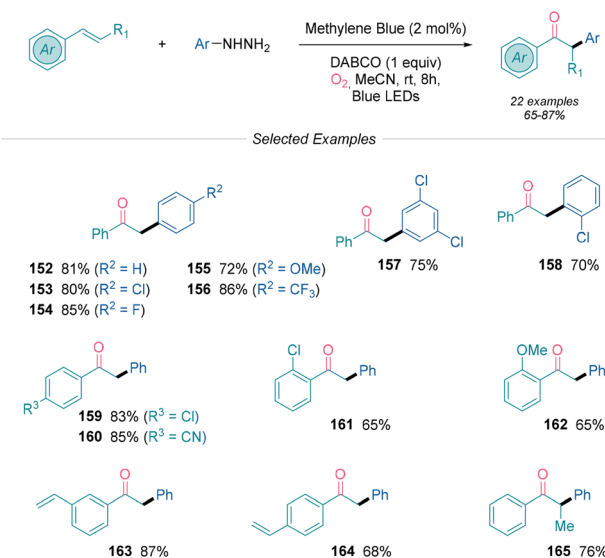 Ar R₁ + Ar–NHNH₂ Methylene Blue (2 mol%) O Ar Ar R₁
DABCO (1 equiv)
O₂, MeCN, rt, 8h,
Blue LEDs
22 examples
65-87%
Selected Examples
O Ph R²
152 81% (R² = H) 155 72% (R² = OMe)
153 80% (R² = Cl) 156 86% (R² = CF₃)
154 85% (R² = F)
O Ph Cl Cl
157 75%
O Ph Cl
158 70%
O Ph R³
159 83% (R³ = Cl)
160 85% (R³ = CN)
Cl O Ph
161 65%
OMe O Ph
162 65%
O Ph
163 87%
O Ph
164 68%
O Ph Me
165 76%